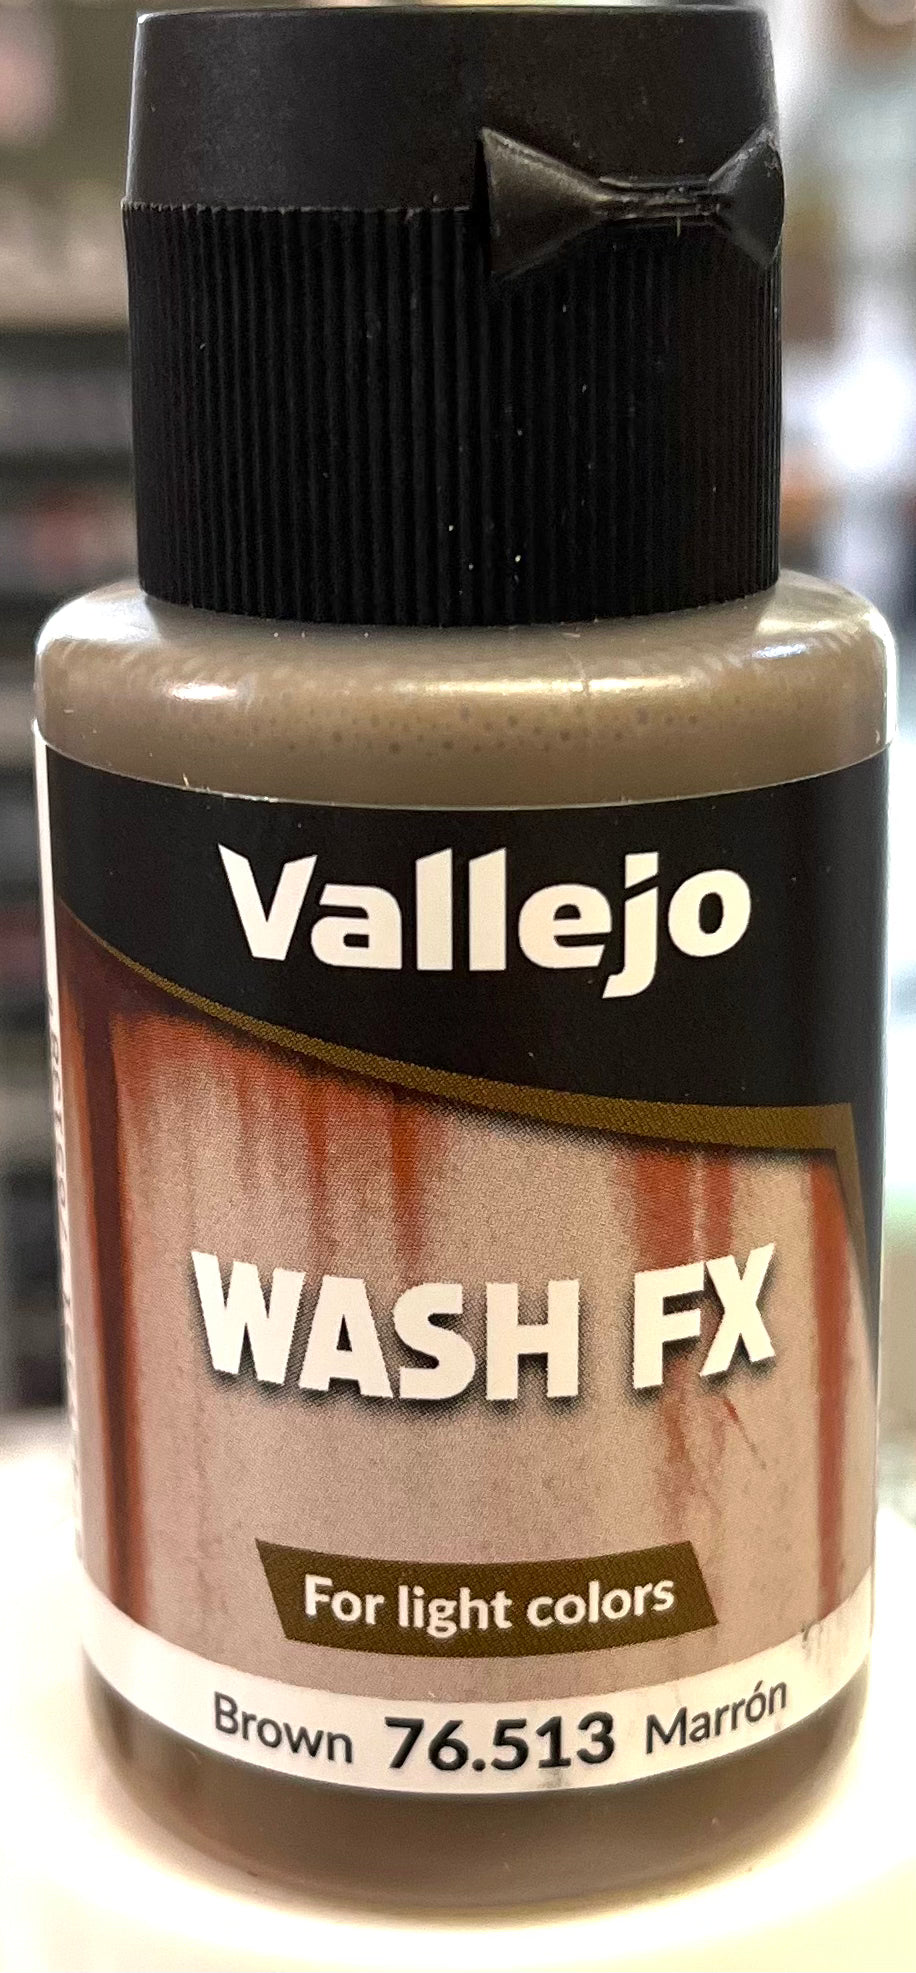 Vallejo
WASH FX
For light colors
Brown 76.513 Marrón